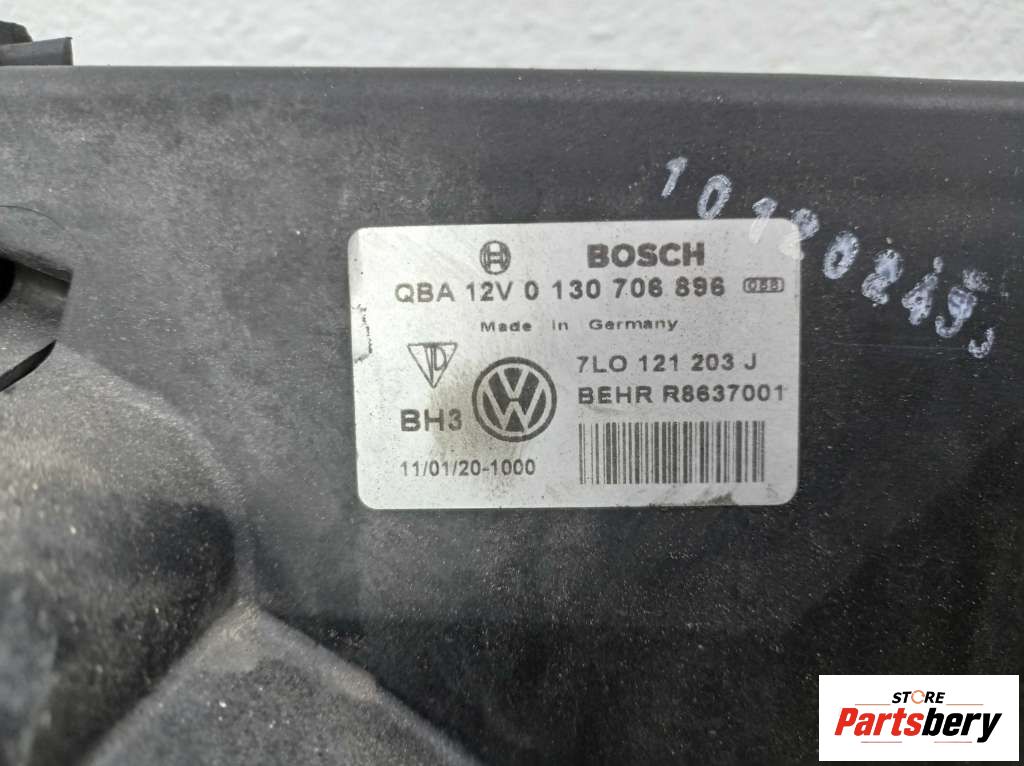 101202453
BOSCH
QBA 12V 0 130 706 896
Made in Germany
7LO 121 203 J
BEHR R8637001
BH3
11/01/20-1000
STORE
Partsbery